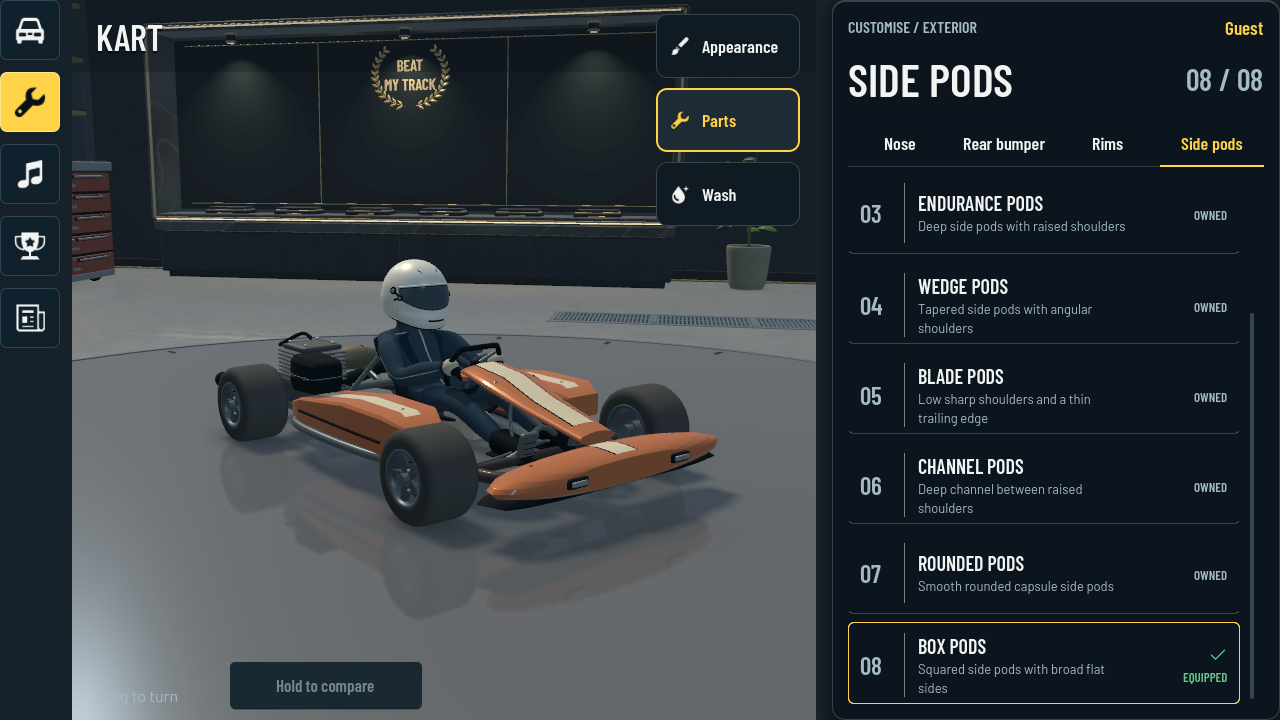 KART
BEAT
MY TRACK
Appearance
Parts
Wash
Drag to turn
Hold to compare
CUSTOMISE / EXTERIOR
Guest
SIDE PODS
08 / 08
Nose
Rear bumper
Rims
Side pods
03
ENDURANCE PODS
Deep side pods with raised shoulders
OWNED
04
WEDGE PODS
Tapered side pods with angular
shoulders
OWNED
05
BLADE PODS
Low sharp shoulders and a thin
trailing edge
OWNED
06
CHANNEL PODS
Deep channel between raised
shoulders
OWNED
07
ROUNDED PODS
Smooth rounded capsule side pods
OWNED
08
BOX PODS
Squared side pods with broad flat
sides
EQUIPPED